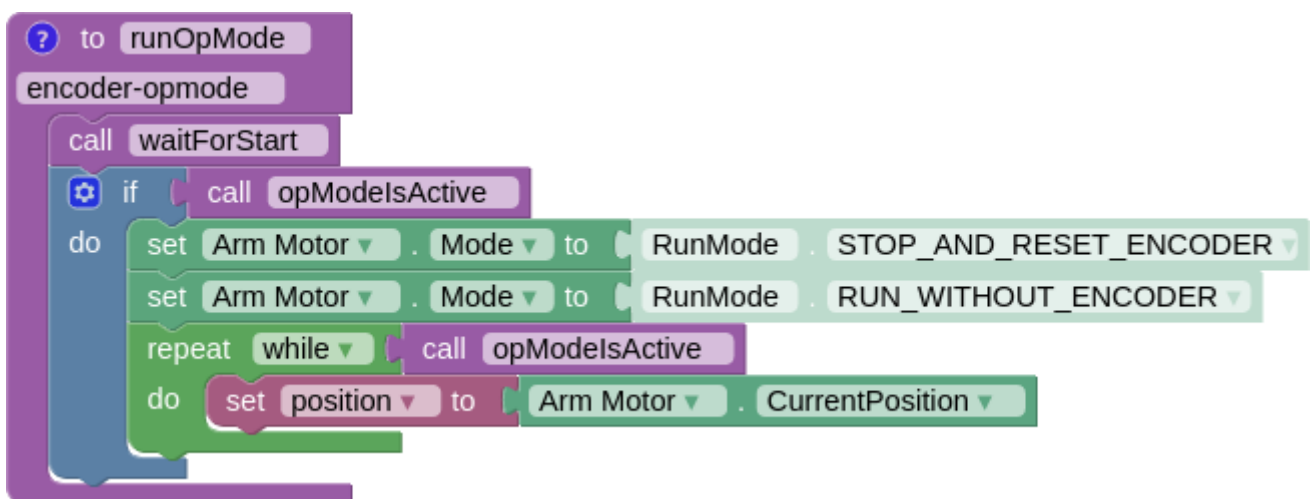 ? to runOpMode
encoder-opmode
call waitForStart
if call opModeIsActive
do set Arm Motor ▾ . Mode ▾ to RunMode . STOP_AND_RESET_ENCODER ▾
set Arm Motor ▾ . Mode ▾ to RunMode . RUN_WITHOUT_ENCODER ▾
repeat while ▾ call opModeIsActive
do set position ▾ to Arm Motor ▾ . CurrentPosition ▾